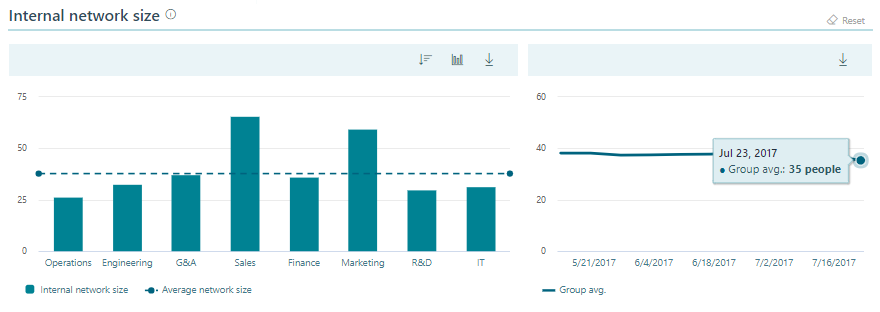 Internal network size
Reset
75
50
25
0
Operations Engineering G&A Sales Finance Marketing R&D IT
Internal network size Average network size
60
40
20
0
Jul 23, 2017
Group avg.: 35 people
5/21/2017 6/4/2017 6/18/2017 7/2/2017 7/16/2017
Group avg.